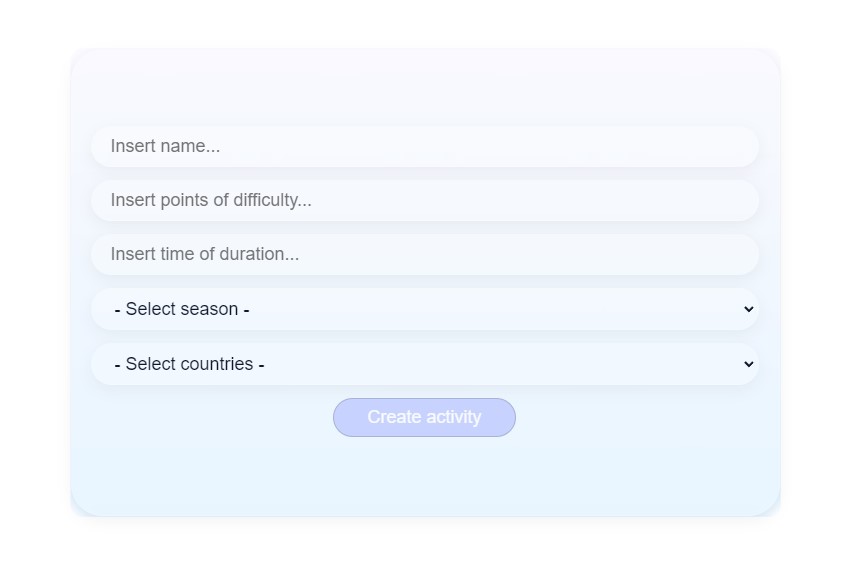 Insert name...
Insert points of difficulty...
Insert time of duration...
- Select season -
- Select countries -
Create activity